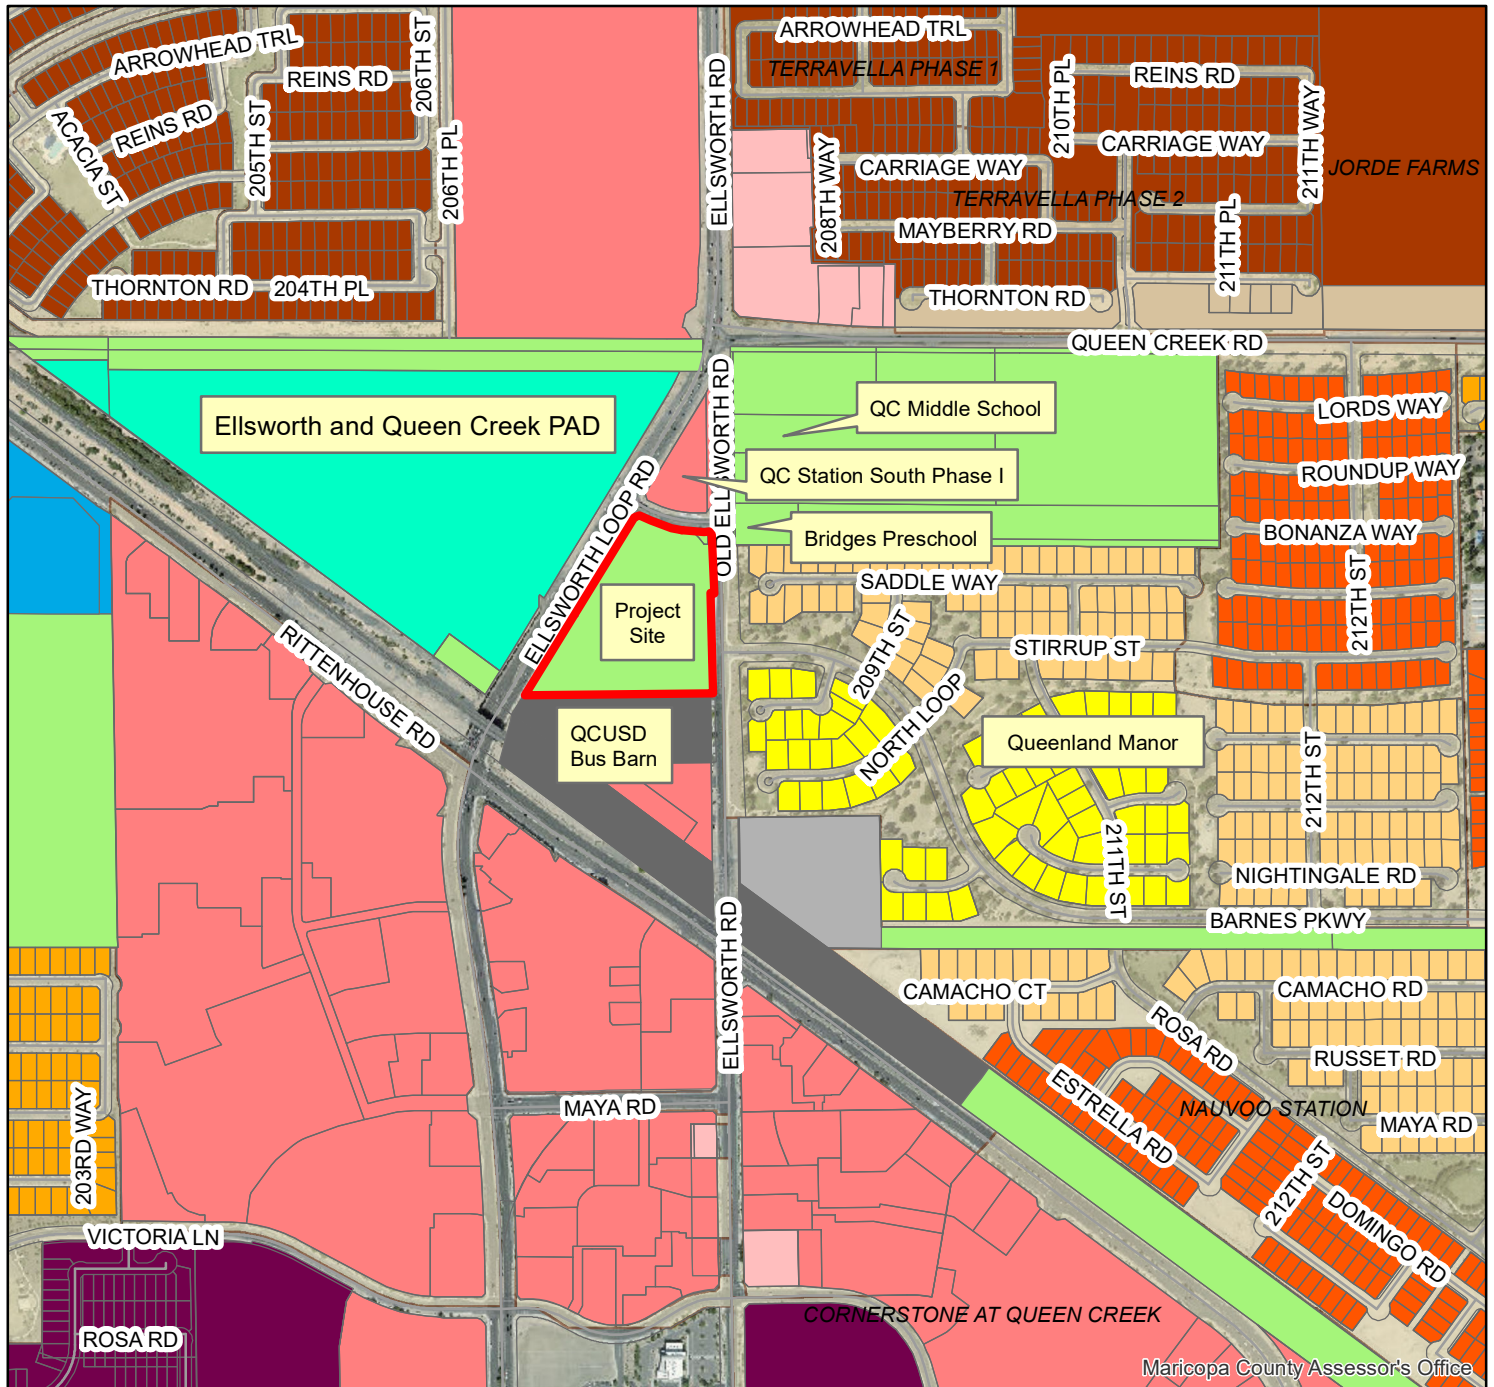 ARROWHEAD TRL
206TH ST
ELLSWORTH RD
ARROWHEAD TRL
TERRAVELLA PHASE 1
REINS RD
210TH PL
REINS RD
ACACIA ST
REINS RD
205TH ST
206TH PL
208TH WAY
CARRIAGE WAY
CARRIAGE WAY
211TH WAY
JORDE FARMS
TERRAVELLA PHASE 2
MAYBERRY RD
211TH PL
THORNTON RD
204TH PL
THORNTON RD
QUEEN CREEK RD
OLD ELLSWORTH RD
Ellsworth and Queen Creek PAD
QC Middle School
LORDS WAY
QC Station South Phase I
ROUNDUP WAY
ELLSWORTH LOOP RD
Bridges Preschool
BONANZA WAY
SADDLE WAY
212TH ST
Project
Site
209TH ST
STIRRUP ST
RITTENHOUSE RD
NORTH LOOP
QCUSD
Bus Barn
Queenland Manor
212TH ST
211TH ST
NIGHTINGALE RD
BARNES PKWY
ELLSWORTH RD
CAMACHO CT
CAMACHO RD
ROSA RD
RUSSET RD
ESTRELLA RD
NAUVOO STATION
MAYA RD
MAYA RD
203RD WAY
212TH ST
DOMINGO RD
VICTORIA LN
CORNERSTONE AT QUEEN CREEK
ROSA RD
Maricopa County Assessor's Office